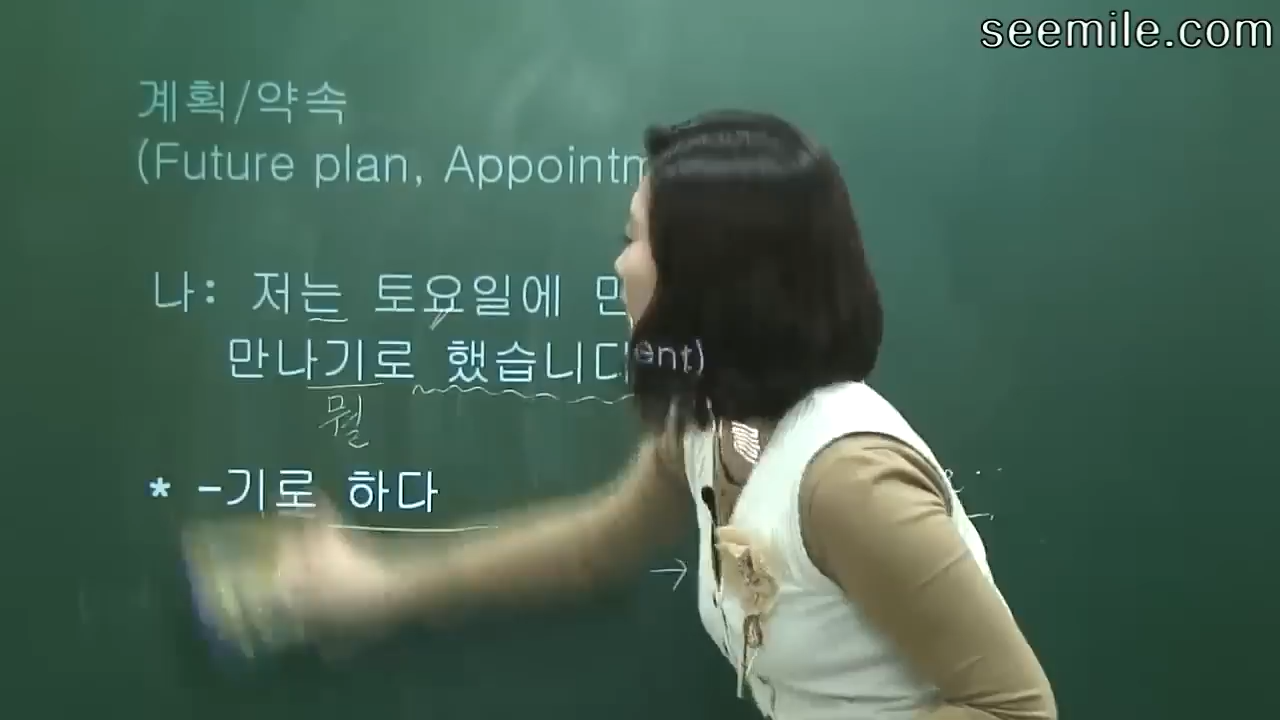 seemile.com
계획/약속
(Future plan, Appointm
ent)
나: 저는 토요일에
만나기로 했습니다
뭘
* -기로 하다
→